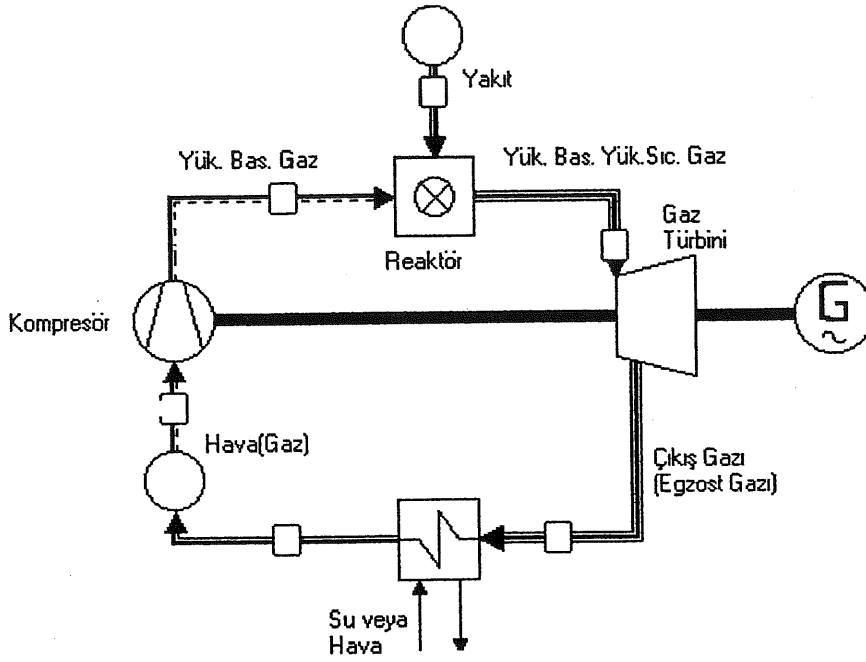 Yakıt
Yük. Bas. Gaz
Yük. Bas. Yük.Sıc. Gaz
Gaz
Türbini
Reaktör
Kompresör
G
~
Hava(Gaz)
Çıkış Gazı
(Egzost Gazı)
Su veya
Hava